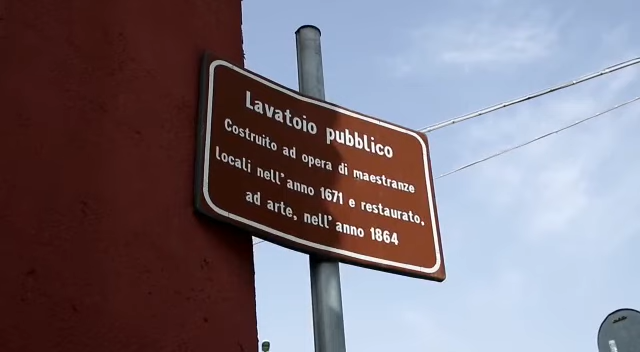 Lavatoio pubblico
Costruito ad opera di maestranze
locali nell'anno 1671 e restaurato,
ad arte, nell'anno 1864